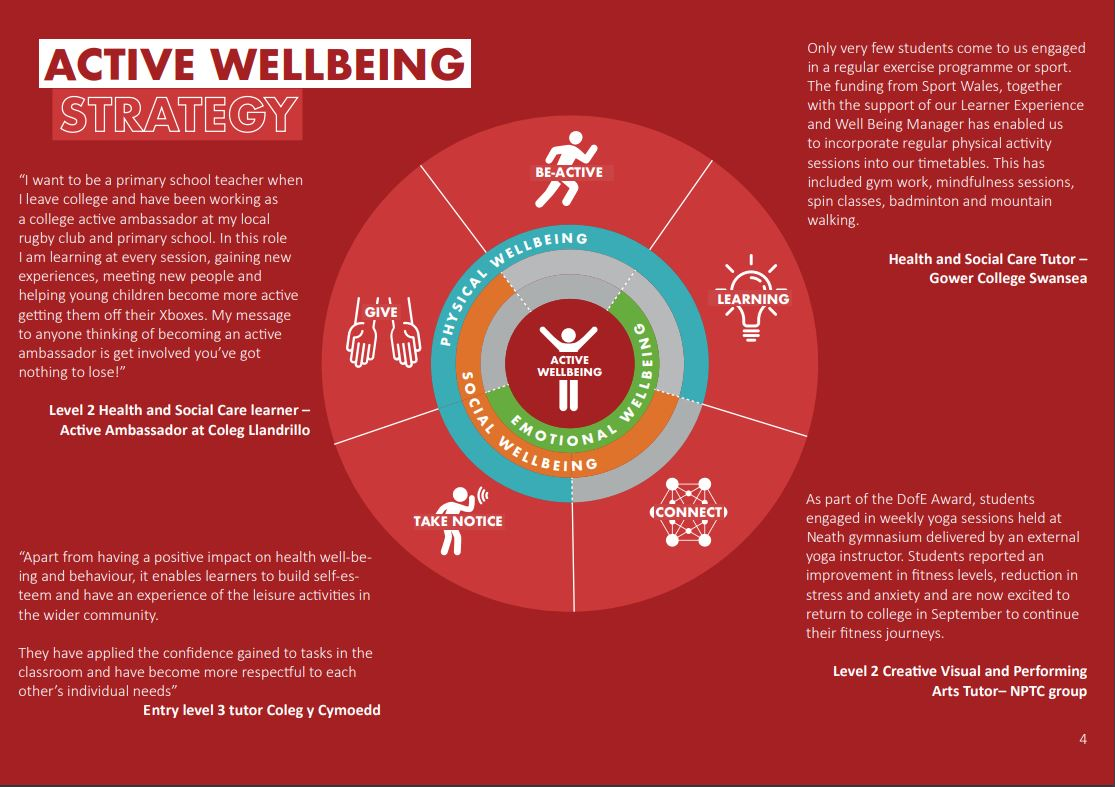 ACTIVE WELLBEING
STRATEGY
“I want to be a primary school teacher when
I leave college and have been working as
a college active ambassador at my local
rugby club and primary school. In this role
I am learning at every session, gaining new
experiences, meeting new people and
helping young children become more active
getting them off their Xboxes. My message
to anyone thinking of becoming an active
ambassador is get involved you’ve got
nothing to lose!”
Level 2 Health and Social Care learner –
Active Ambassador at Coleg Llandrillo
“Apart from having a positive impact on health well-be-
ing and behaviour, it enables learners to build self-es-
teem and have an experience of the leisure activities in
the wider community.
They have applied the confidence gained to tasks in the
classroom and have become more respectful to each
other’s individual needs”
Entry level 3 tutor Coleg y Cymoedd
BE-ACTIVE
LEARNING
CONNECT
TAKE NOTICE
GIVE
PHYSICAL WELLBEING
SOCIAL WELLBEING
EMOTIONAL WELLBEING
ACTIVE
WELLBEING
Only very few students come to us engaged
in a regular exercise programme or sport.
The funding from Sport Wales, together
with the support of our Learner Experience
and Well Being Manager has enabled us
to incorporate regular physical activity
sessions into our timetables. This has
included gym work, mindfulness sessions,
spin classes, badminton and mountain
walking.
Health and Social Care Tutor –
Gower College Swansea
As part of the DofE Award, students
engaged in weekly yoga sessions held at
Neath gymnasium delivered by an external
yoga instructor. Students reported an
improvement in fitness levels, reduction in
stress and anxiety and are now excited to
return to college in September to continue
their fitness journeys.
Level 2 Creative Visual and Performing
Arts Tutor– NPTC group
4